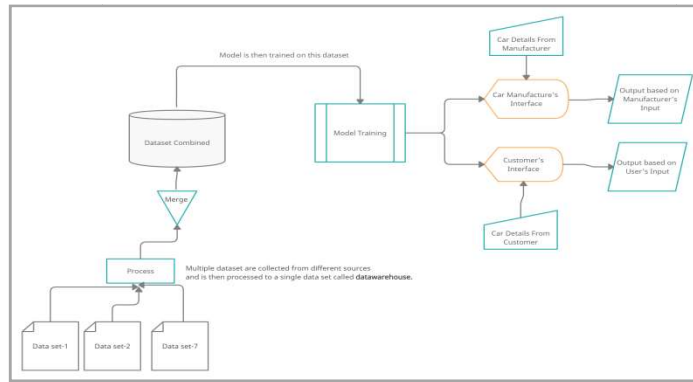 Car Details From
Manufacturer
Model is then trained on this dataset
Car Manufacture's
Interface
Output based on
Manufacturer's
Input
Dataset Combined
Model Training
Customer's
Interface
Output based on
User's Input
Merge
Car Details From
Customer
Process
Multiple dataset are collected from different sources
and is then processed to a single data set called datawarehouse.
Data set-1
Data set-2
Data set-7